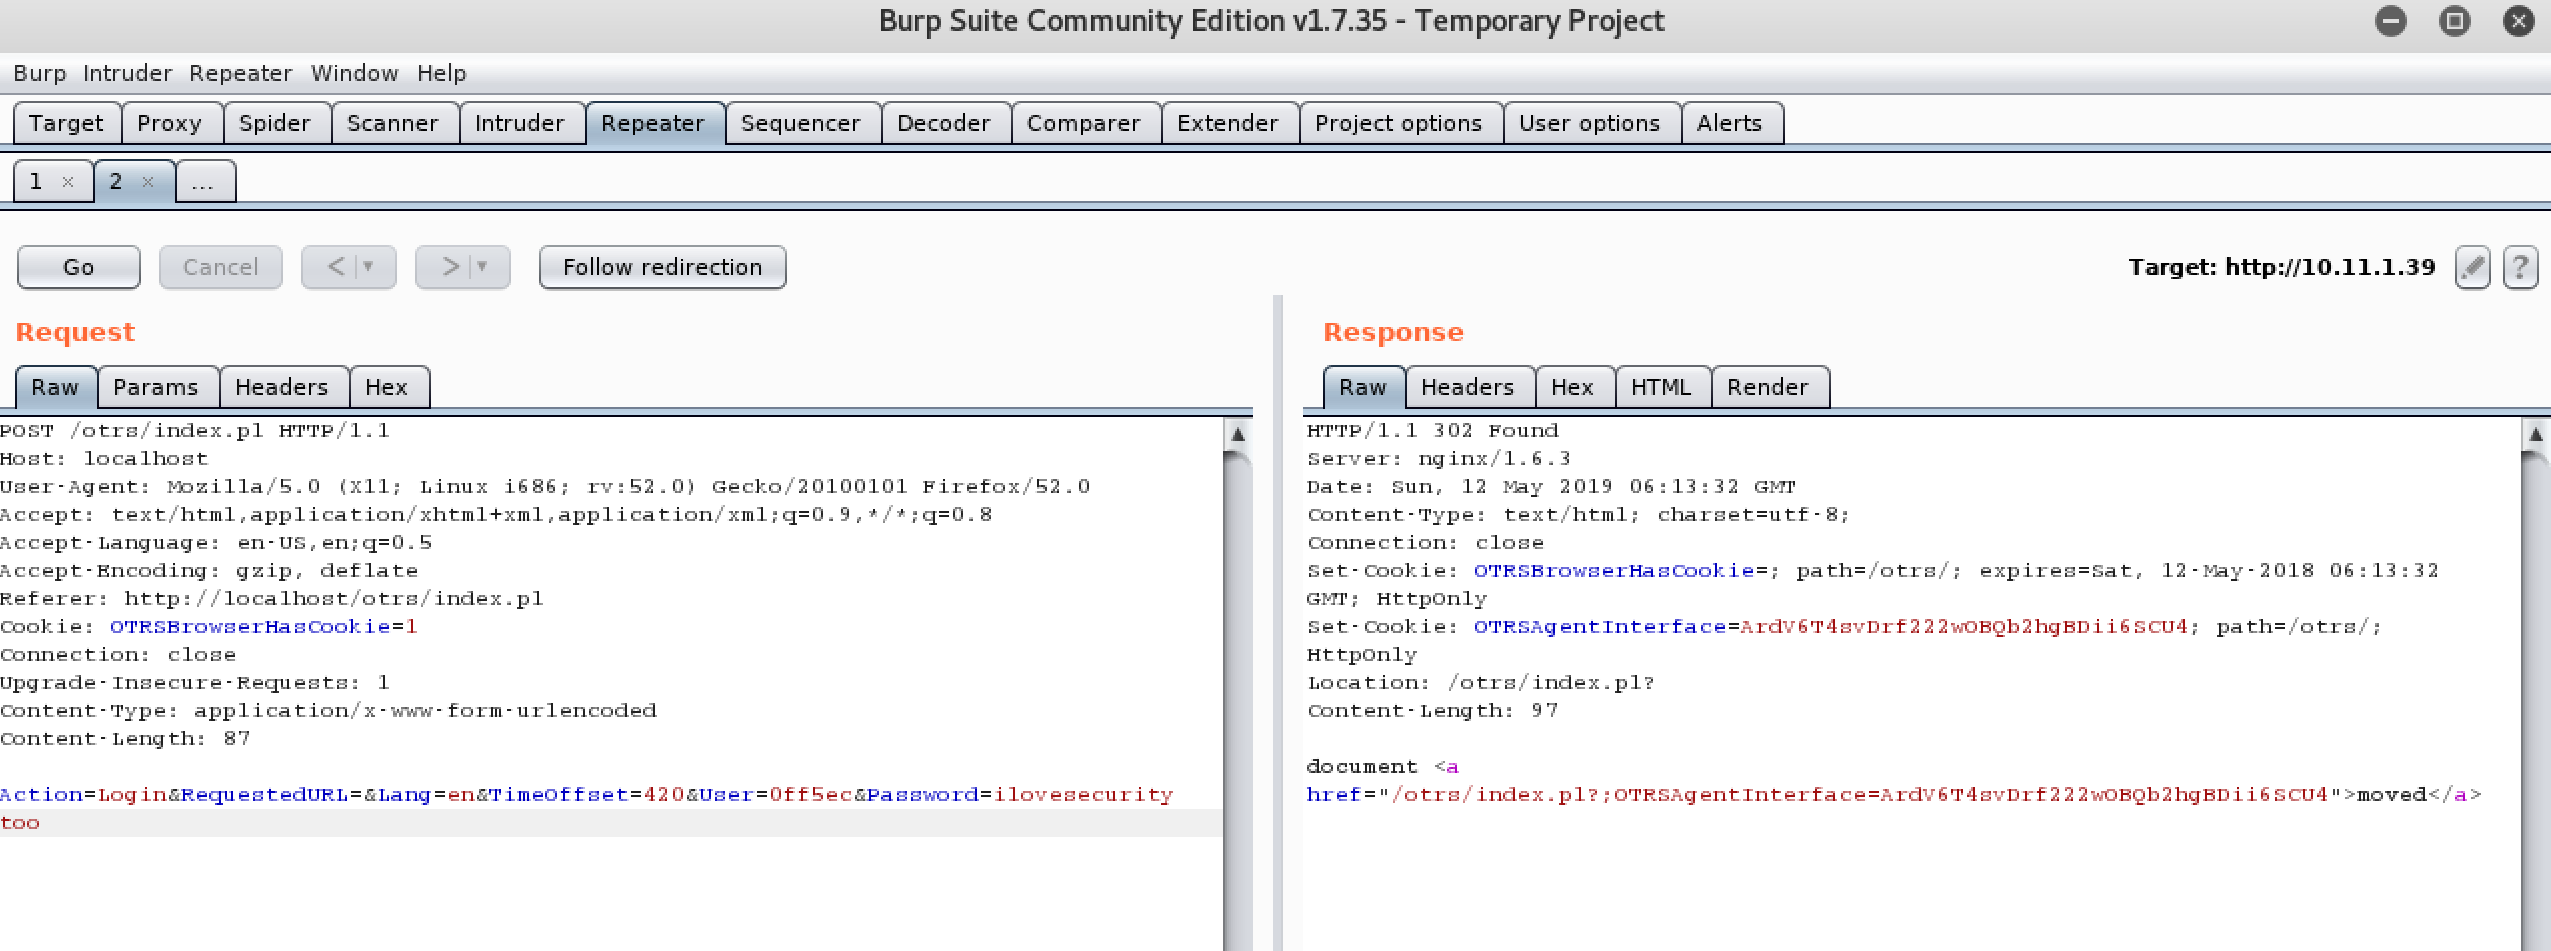 Burp Suite Community Edition v1.7.35 - Temporary Project
Burp Intruder Repeater Window Help
Target Proxy Spider Scanner Intruder Repeater Sequencer Decoder Comparer Extender Project options User options Alerts
1 × 2 × ...
Go Cancel < > Follow redirection Target: http://10.11.1.39 ?
Request
Raw Params Headers Hex
POST /otrs/index.pl HTTP/1.1
Host: localhost
User-Agent: Mozilla/5.0 (X11; Linux i686; rv:52.0) Gecko/20100101 Firefox/52.0
Accept: text/html,application/xhtml+xml,application/xml;q=0.9,*/*;q=0.8
Accept-Language: en-US,en;q=0.5
Accept-Encoding: gzip, deflate
Referer: http://localhost/otrs/index.pl
Cookie: OTRSBrowserHasCookie=1
Connection: close
Upgrade-Insecure-Requests: 1
Content-Type: application/x-www-form-urlencoded
Content-Length: 87
Action=Login&RequestedURL=&Lang=en&TimeOffset=420&User=0ff5ec&Password=ilovesecurity
too
Response
Raw Headers Hex HTML Render
HTTP/1.1 302 Found
Server: nginx/1.6.3
Date: Sun, 12 May 2019 06:13:32 GMT
Content-Type: text/html; charset=utf-8;
Connection: close
Set-Cookie: OTRSBrowserHasCookie=; path=/otrs/; expires=Sat, 12-May-2018 06:13:32
GMT; HttpOnly
Set-Cookie: OTRSAgentInterface=ArdV6T4svDrf222wOBQb2hgBDii6SCU4; path=/otrs/;
HttpOnly
Location: /otrs/index.pl?
Content-Length: 97
document <a
href="/otrs/index.pl?;OTRSAgentInterface=ArdV6T4svDrf222wOBQb2hgBDii6SCU4">moved</a>